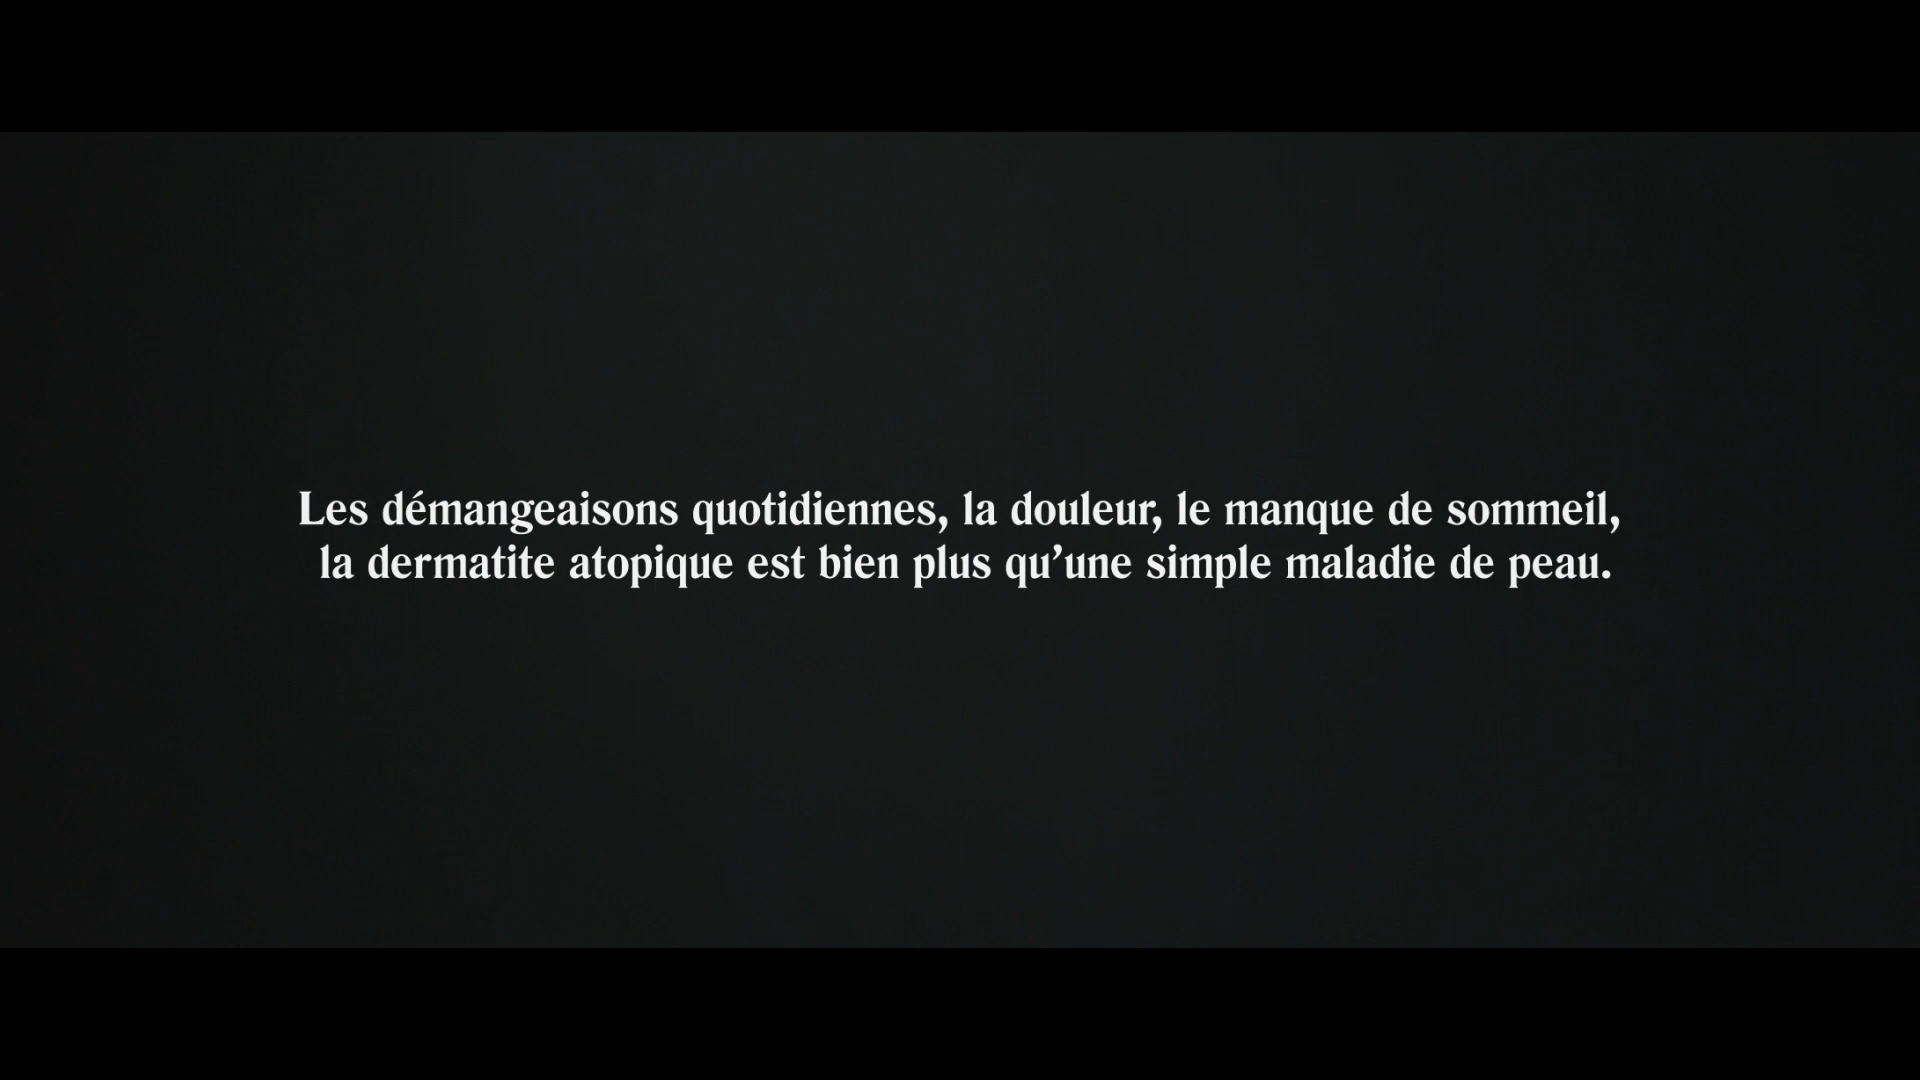 Les démangeaisons quotidiennes, la douleur, le manque de sommeil,
la dermatite atopique est bien plus qu’une simple maladie de peau.